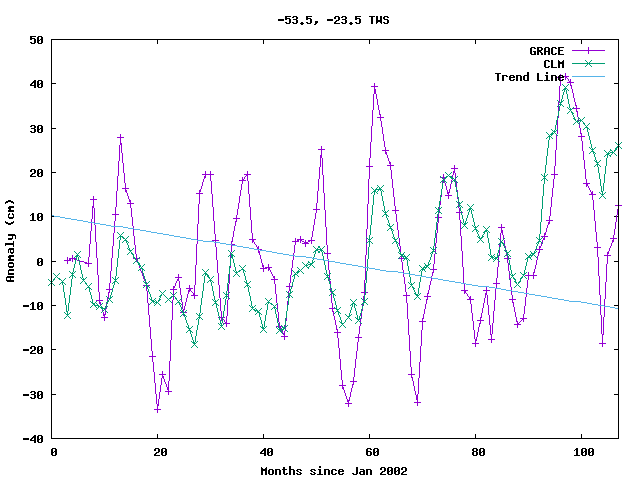 -53.5, -23.5 TWS
50
40
30
20
10
0
-10
-20
-30
-40
Anomaly (cm)
GRACE
CLM
Trend Line
0 20 40 60 80 100
Months since Jan 2002